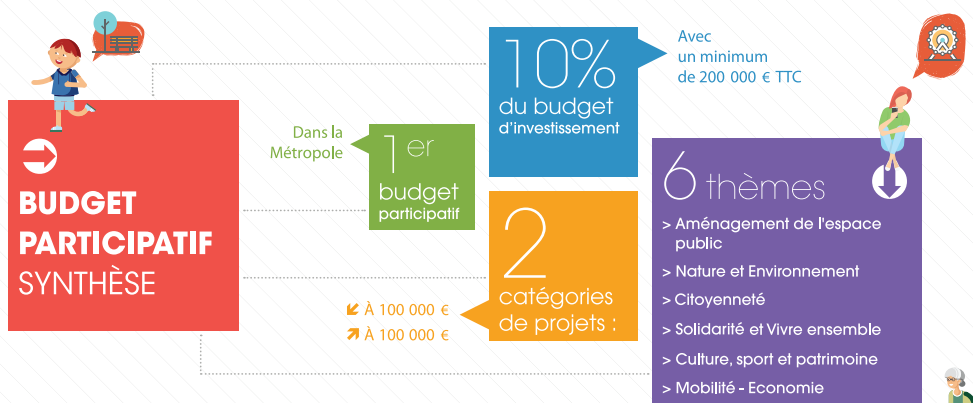 BUDGET
PARTICIPATIF
SYNTHÈSE
Dans la
Métropole
1er
budget
participatif
10%
du budget
d'investissement
Avec
un minimum
de 200 000 € TTC
2
catégories
de projets :
↙ À 100 000 €
↗ À 100 000 €
6 thèmes
> Aménagement de l'espace
public
> Nature et Environnement
> Citoyenneté
> Solidarité et Vivre ensemble
> Culture, sport et patrimoine
> Mobilité - Economie